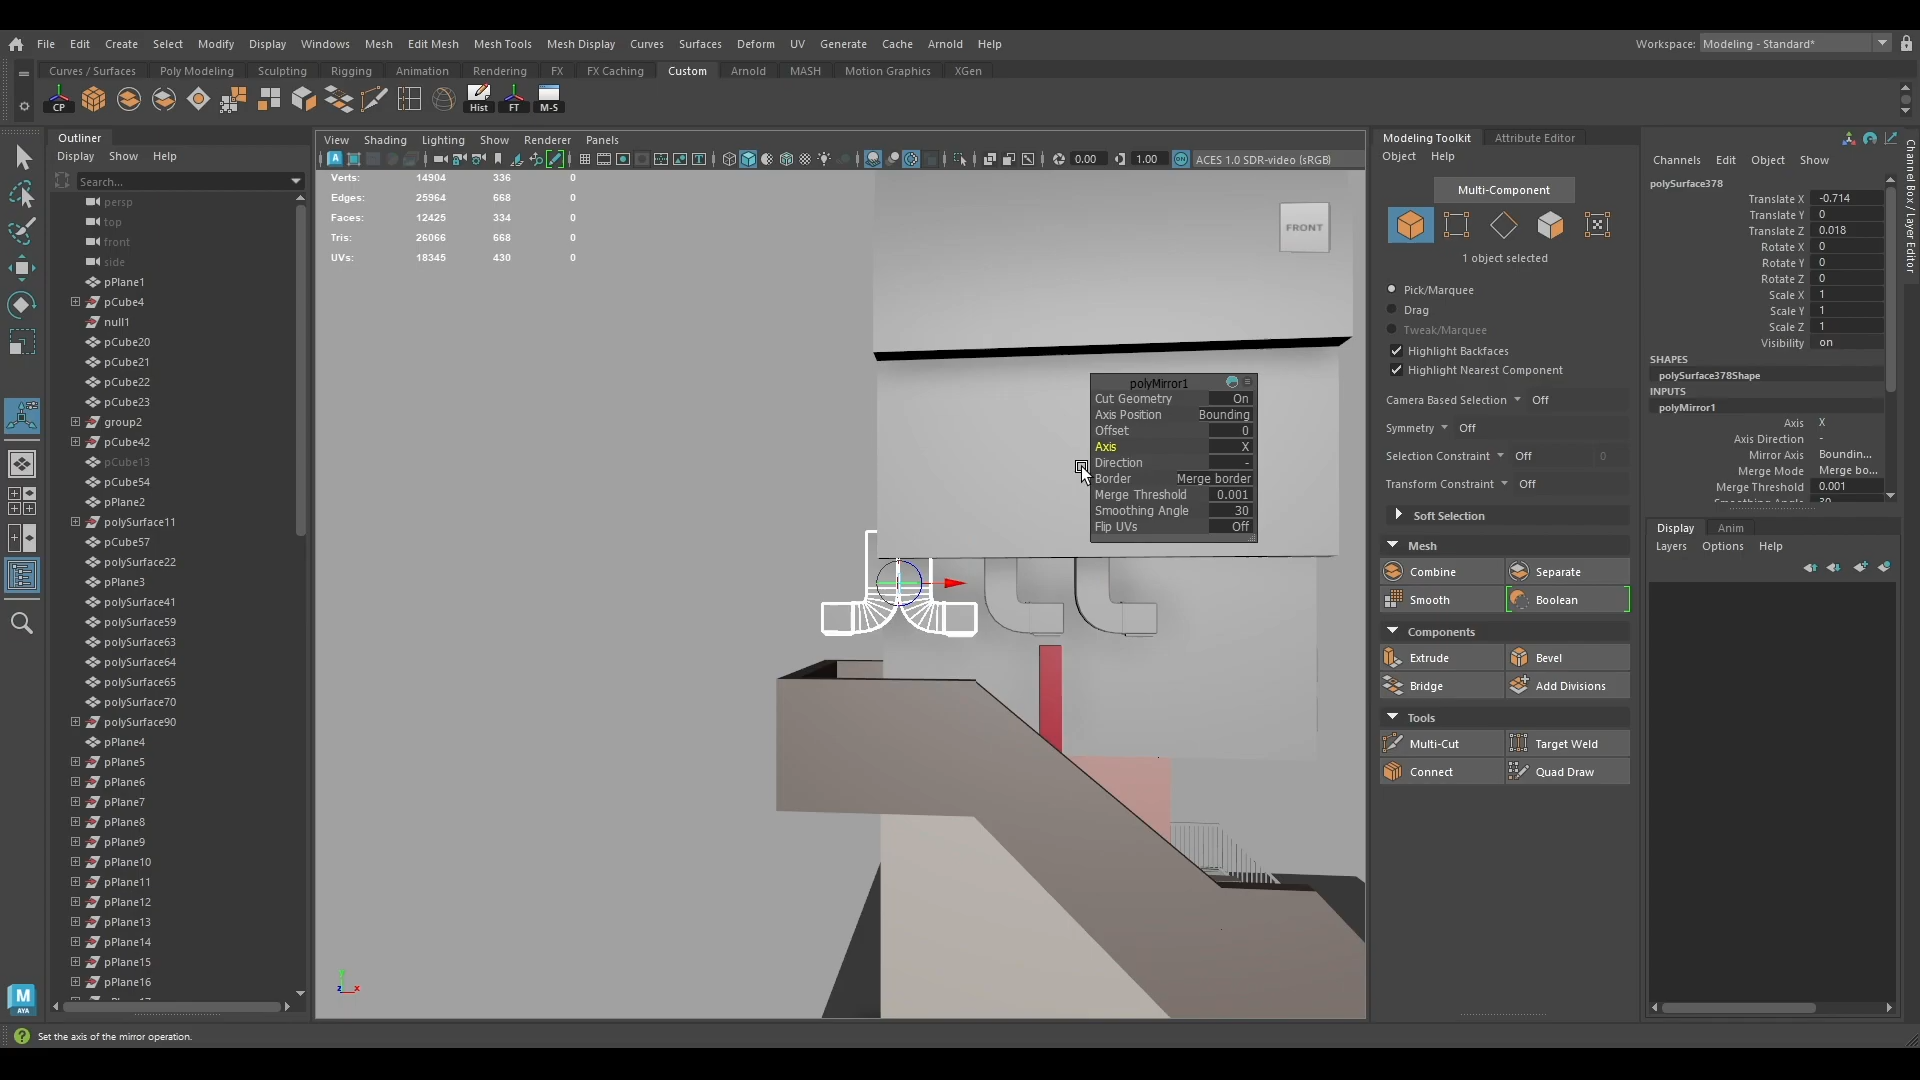 File Edit Create Select Modify Display Windows Mesh Edit Mesh Mesh Tools Mesh Display Curves Surfaces Deform UV Generate Cache Arnold Help
Workspace: Modeling - Standard*
Curves / Surfaces Poly Modeling Sculpting Rigging Animation Rendering FX FX Caching Custom Arnold MASH Motion Graphics XGen
CP Hist FT M-S
Outliner
Display Show Help
Search...
persp
top
front
side
pPlane1
pCube4
null1
pCube20
pCube21
pCube22
pCube23
group2
pCube42
pCube13
pCube54
pPlane2
polySurface11
pCube57
polySurface22
pPlane3
polySurface41
polySurface59
polySurface63
polySurface64
polySurface65
polySurface70
polySurface90
pPlane4
pPlane5
pPlane6
pPlane7
pPlane8
pPlane9
pPlane10
pPlane11
pPlane12
pPlane13
pPlane14
pPlane15
pPlane16
View Shading Lighting Show Renderer Panels
0.00 1.00 ON ACES 1.0 SDR-video (sRGB)
Verts: 14904 336 0
Edges: 25964 668 0
Faces: 12425 334 0
Tris: 26066 668 0
UVs: 18345 430 0
FRONT
polyMirror1
Cut Geometry On
Axis Position Bounding
Offset 0
Axis X
Direction -
Border Merge border
Merge Threshold 0.001
Smoothing Angle 30
Flip UVs Off
y
z x
Modeling Toolkit Attribute Editor
Object Help
Multi-Component
1 object selected
Pick/Marquee
Drag
Tweak/Marquee
Highlight Backfaces
Highlight Nearest Component
Camera Based Selection Off
Symmetry Off
Selection Constraint Off 0
Transform Constraint Off
Soft Selection
Mesh
Combine Separate
Smooth Boolean
Components
Extrude Bevel
Bridge Add Divisions
Tools
Multi-Cut Target Weld
Connect Quad Draw
Channels Edit Object Show
polySurface378
Translate X -0.714
Translate Y 0
Translate Z 0.018
Rotate X 0
Rotate Y 0
Rotate Z 0
Scale X 1
Scale Y 1
Scale Z 1
Visibility on
SHAPES
polySurface378Shape
INPUTS
polyMirror1
Axis X
Axis Direction -
Mirror Axis Boundin...
Merge Mode Merge bo...
Merge Threshold 0.001
Smoothing Angle 30
Display Anim
Layers Options Help
Channel Box / Layer Editor
M
AYA
Set the axis of the mirror operation.